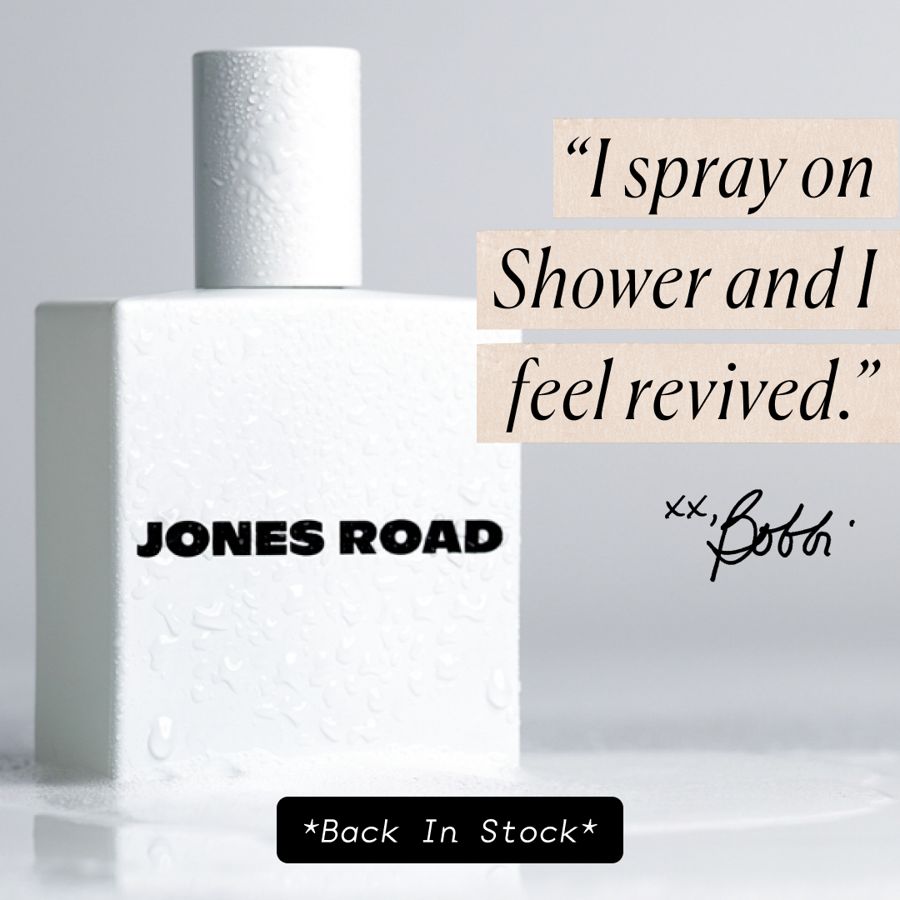 “I spray on
Shower and I
feel revived.”
xx, Bobbi
JONES ROAD
*Back In Stock*